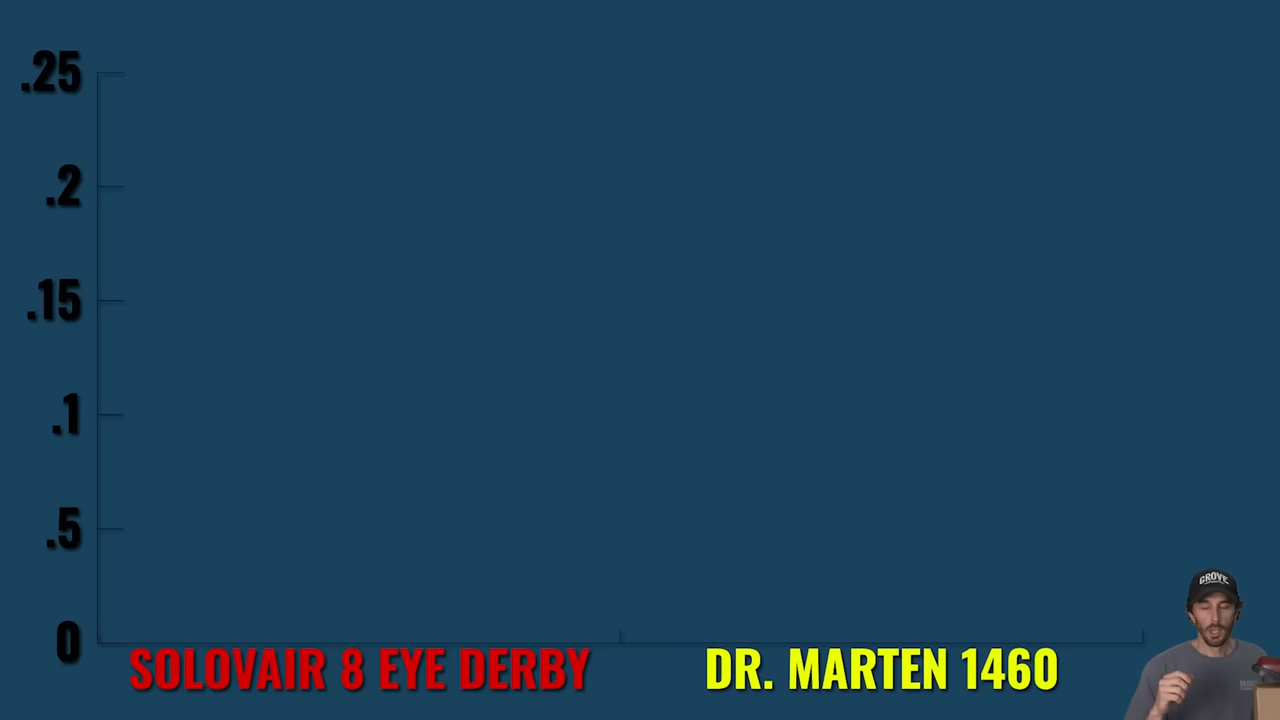 .25
.2
.15
.1
.5
0
SOLOVAIR 8 EYE DERBY
DR. MARTEN 1460
GROVE